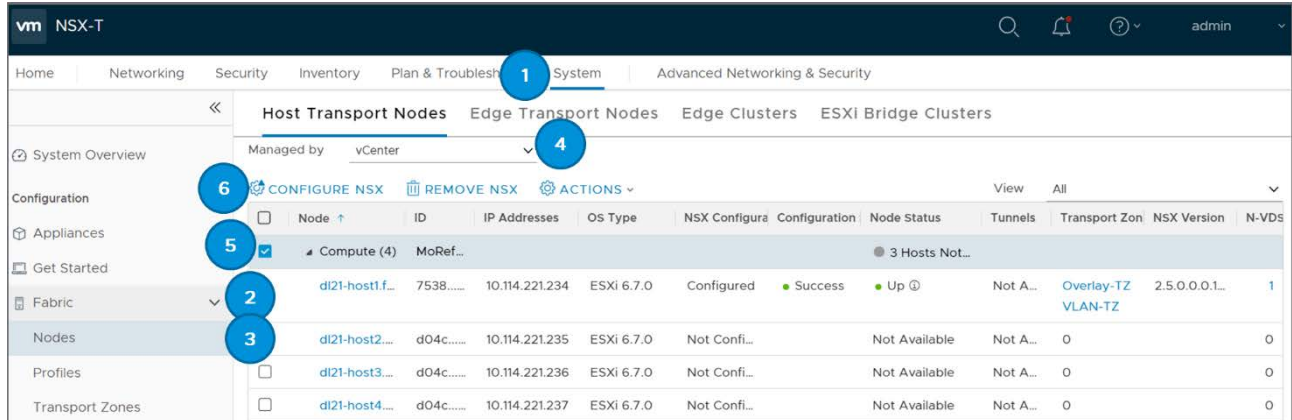 vm NSX-T admin
Home Networking Security Inventory Plan & Troublesh 1 System Advanced Networking & Security
Host Transport Nodes Edge Transport Nodes Edge Clusters ESXi Bridge Clusters
Managed by vCenter 4
System Overview
6 CONFIGURE NSX REMOVE NSX ACTIONS View All
Configuration
Node ↑ ID IP Addresses OS Type NSX Configura Configuration Node Status Tunnels Transport Zon NSX Version N-VDS
Appliances
5 Compute (4) MoRef... 3 Hosts Not...
Get Started
dl21-host1.f... 7538...... 10.114.221.234 ESXi 6.7.0 Configured Success Up Not A... Overlay-TZ 2.5.0.0.0.1... 1
VLAN-TZ
Fabric 2
Nodes 3 dl21-host2.... d04c...... 10.114.221.235 ESXi 6.7.0 Not Confi... Not Available Not A... 0 0
Profiles dl21-host3.... d04c...... 10.114.221.236 ESXi 6.7.0 Not Confi... Not Available Not A... 0 0
Transport Zones dl21-host4.... d04c...... 10.114.221.237 ESXi 6.7.0 Not Confi... Not Available Not A... 0 0